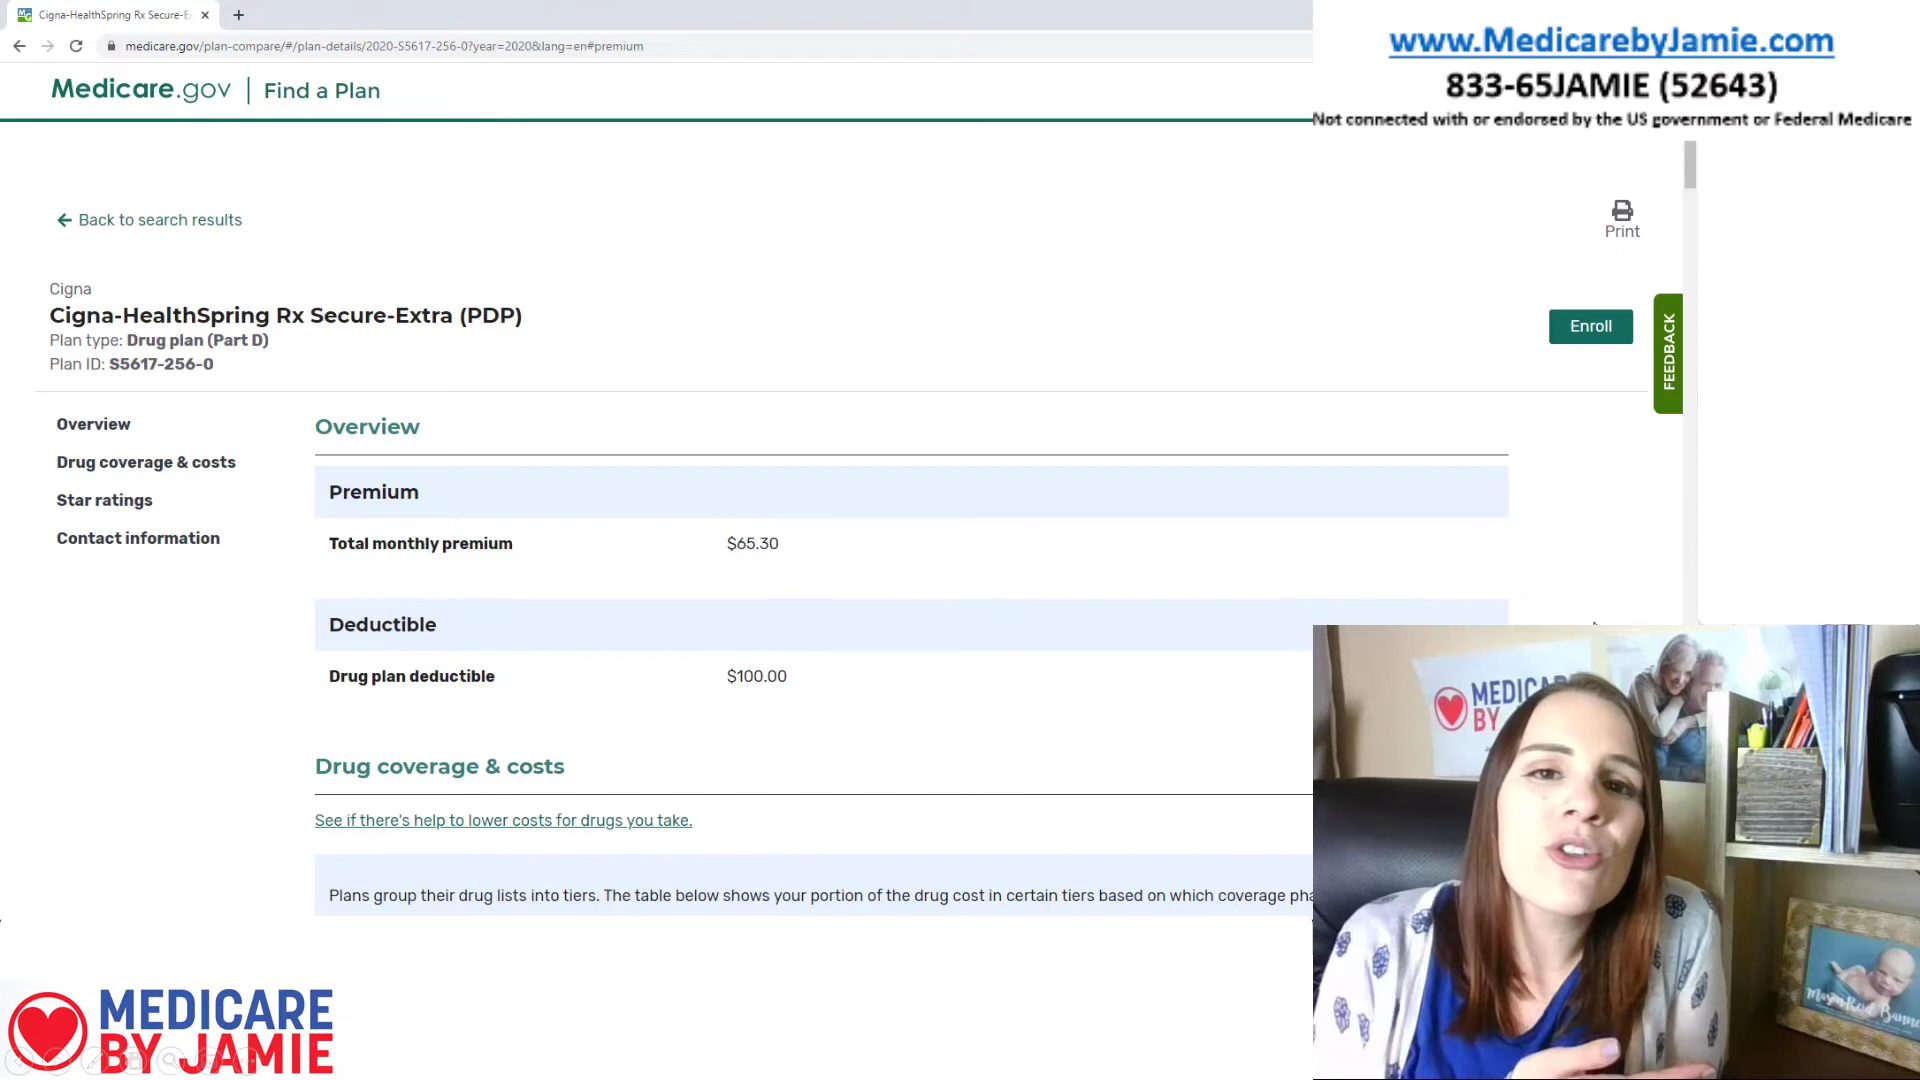 Cigna-HealthSpring Rx Secure-E
medicare.gov/plan-compare/#/plan-details/2020-S5617-256-0?year=2020&lang=en#premium
www.MedicarebyJamie.com
833-65JAMIE (52643)
Not connected with or endorsed by the US government or Federal Medicare
Medicare.gov | Find a Plan
Back to search results
Print
Cigna
Cigna-HealthSpring Rx Secure-Extra (PDP)
Plan type: Drug plan (Part D)
Plan ID: S5617-256-0
Enroll
FEEDBACK
Overview
Drug coverage & costs
Star ratings
Contact information
Overview
Premium
Total monthly premium $65.30
Deductible
Drug plan deductible $100.00
Drug coverage & costs
See if there's help to lower costs for drugs you take.
Plans group their drug lists into tiers. The table below shows your portion of the drug cost in certain tiers based on which coverage pha
MEDICAR
BY
MEDICARE
BY JAMIE